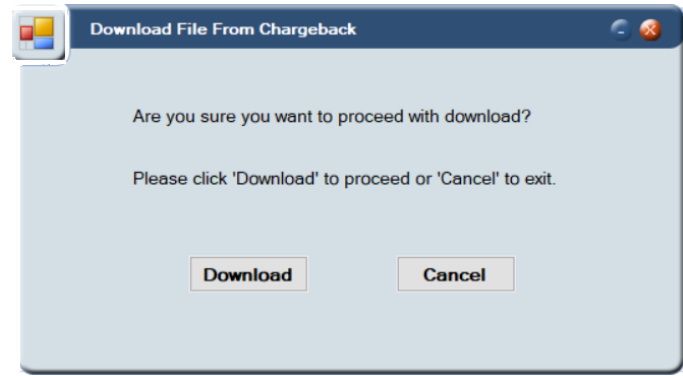 Download File From Chargeback
Are you sure you want to proceed with download?
Please click 'Download' to proceed or 'Cancel' to exit.
Download Cancel